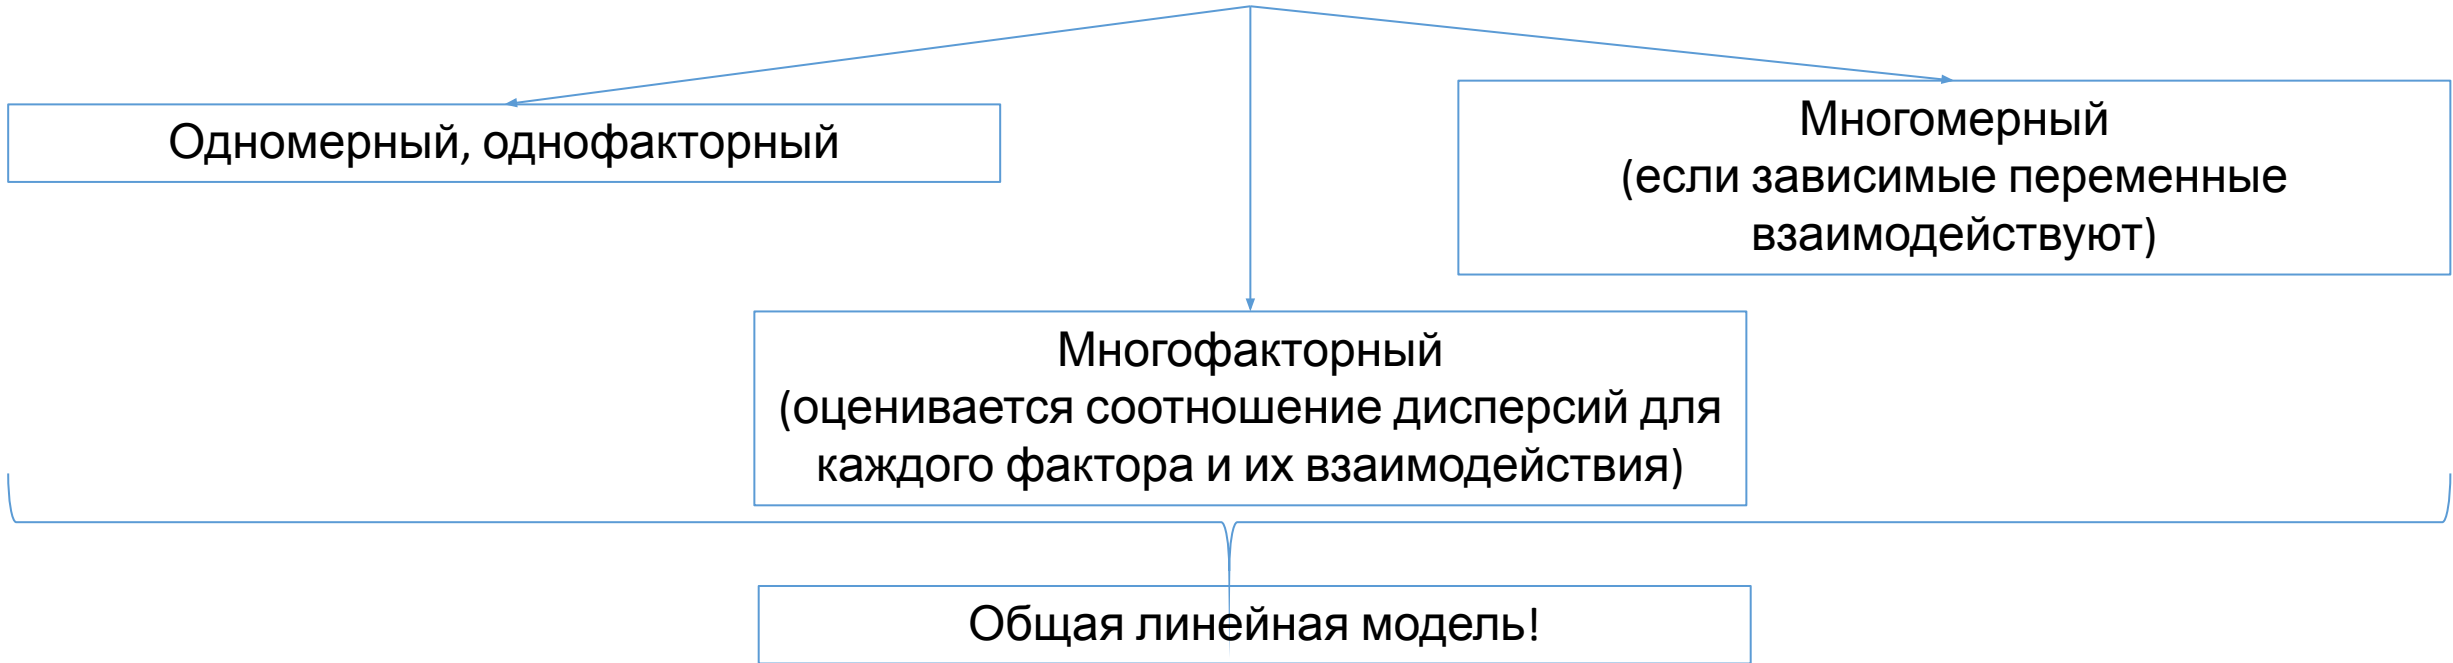 Одномерный, однофакторный
Многомерный
(если зависимые переменные
взаимодействуют)
Многофакторный
(оценивается соотношение дисперсий для
каждого фактора и их взаимодействия)
Общая линейная модель!